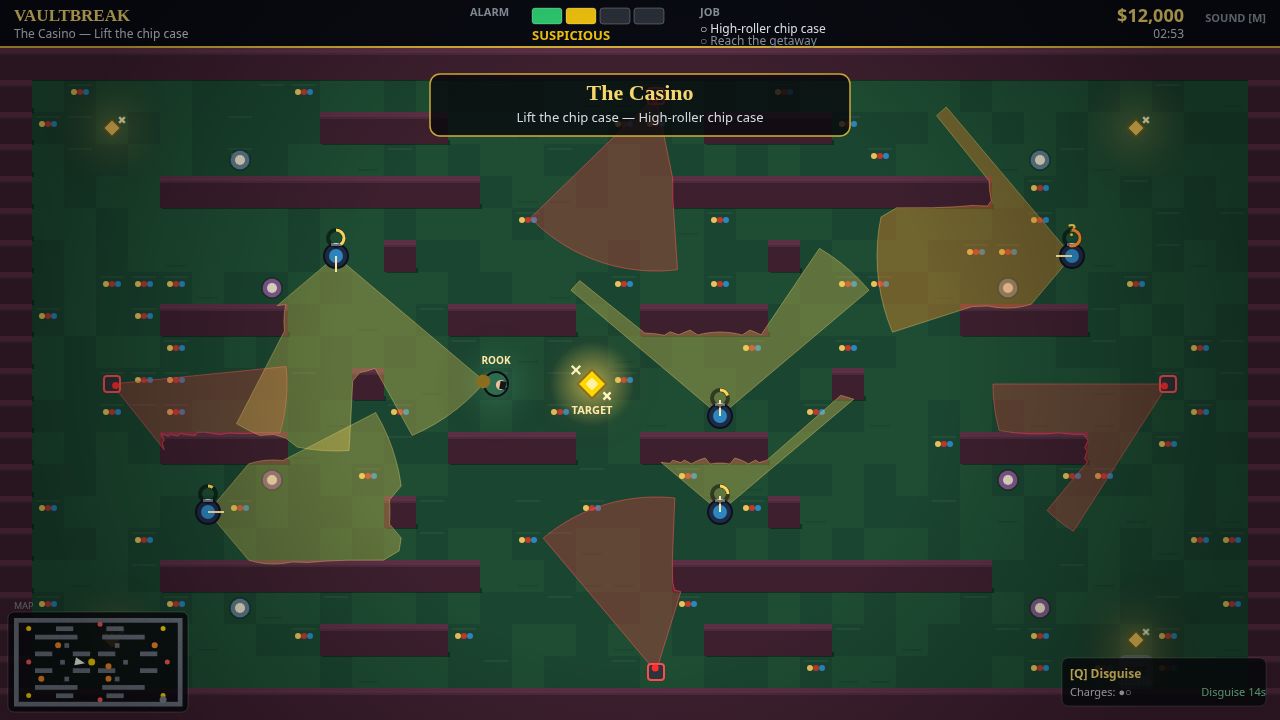 VAULTBREAK
The Casino — Lift the chip case
ALARM
SUSPICIOUS
JOB
○ High-roller chip case
○ Reach the getaway
$12,000
02:53
SOUND [M]
The Casino
Lift the chip case — High-roller chip case
?
ROOK
TARGET
MAP
[Q] Disguise
Charges: ●○
Disguise 14s